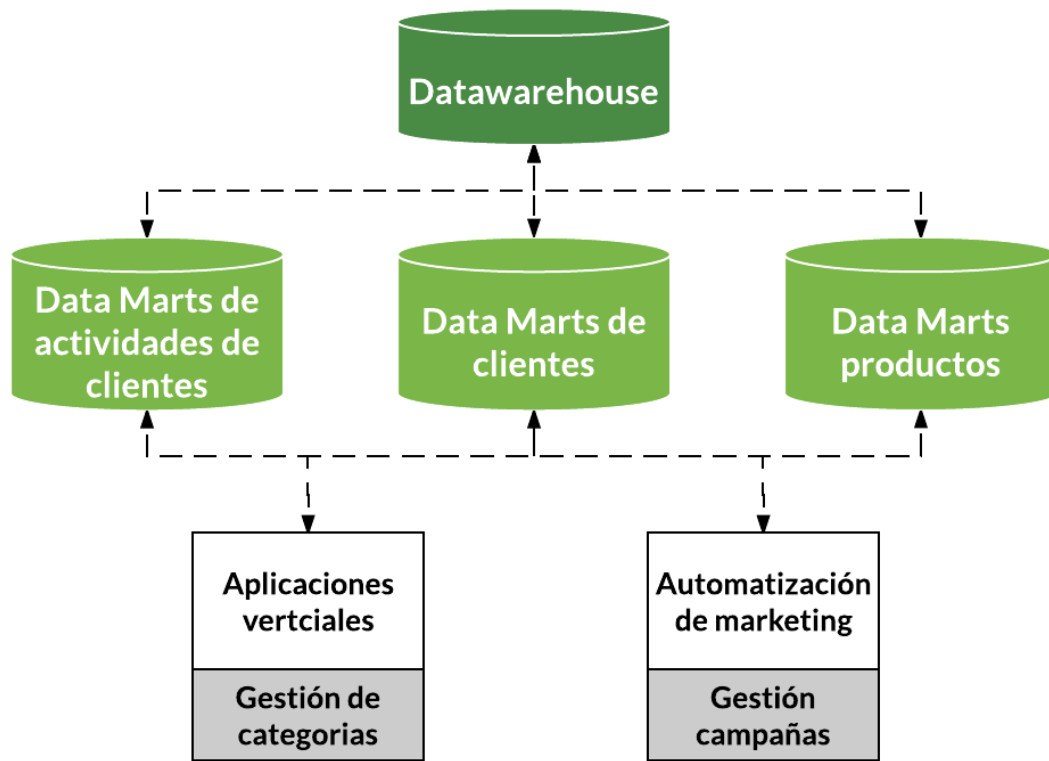 Datawarehouse
Data Marts de
actividades de
clientes
Data Marts de
clientes
Data Marts
productos
Aplicaciones
vertciales
Gestión de
categorias
Automatización
de marketing
Gestión
campañas